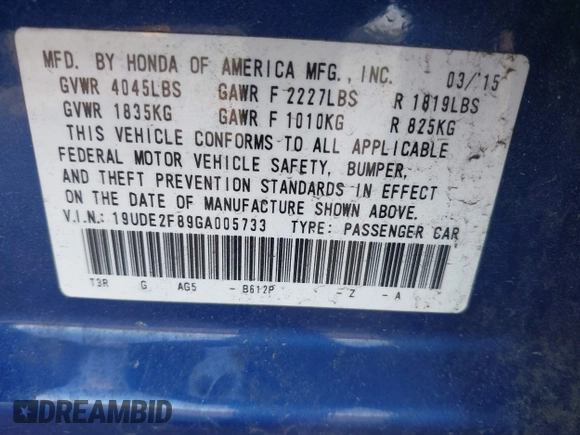 MFD. BY HONDA OF AMERICA MFG., INC. 03/'15
GVWR 4045LBS GAWR F 2227LBS R 1819LBS
GVWR 1835KG GAWR F 1010KG R 825KG
THIS VEHICLE CONFORMS TO ALL APPLICABLE
FEDERAL MOTOR VEHICLE SAFETY, BUMPER,
AND THEFT PREVENTION STANDARDS IN EFFECT
ON THE DATE OF MANUFACTURE SHOWN ABOVE.
V.I.N.: 19UDE2F89GA005733 TYPE: PASSENGER CAR
T3R G AG5 - B612P - Z - A
DREAMBID